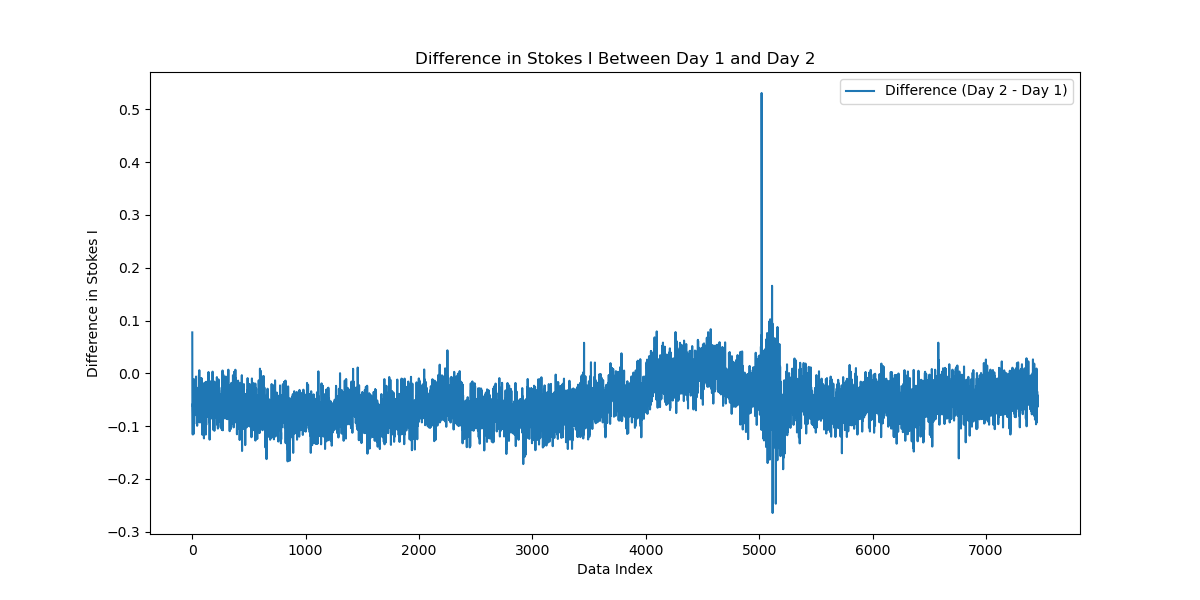 Difference in Stokes I Between Day 1 and Day 2
Difference (Day 2 - Day 1)
Difference in Stokes I
0.5
0.4
0.3
0.2
0.1
0.0
−0.1
−0.2
−0.3
0 1000 2000 3000 4000 5000 6000 7000
Data Index